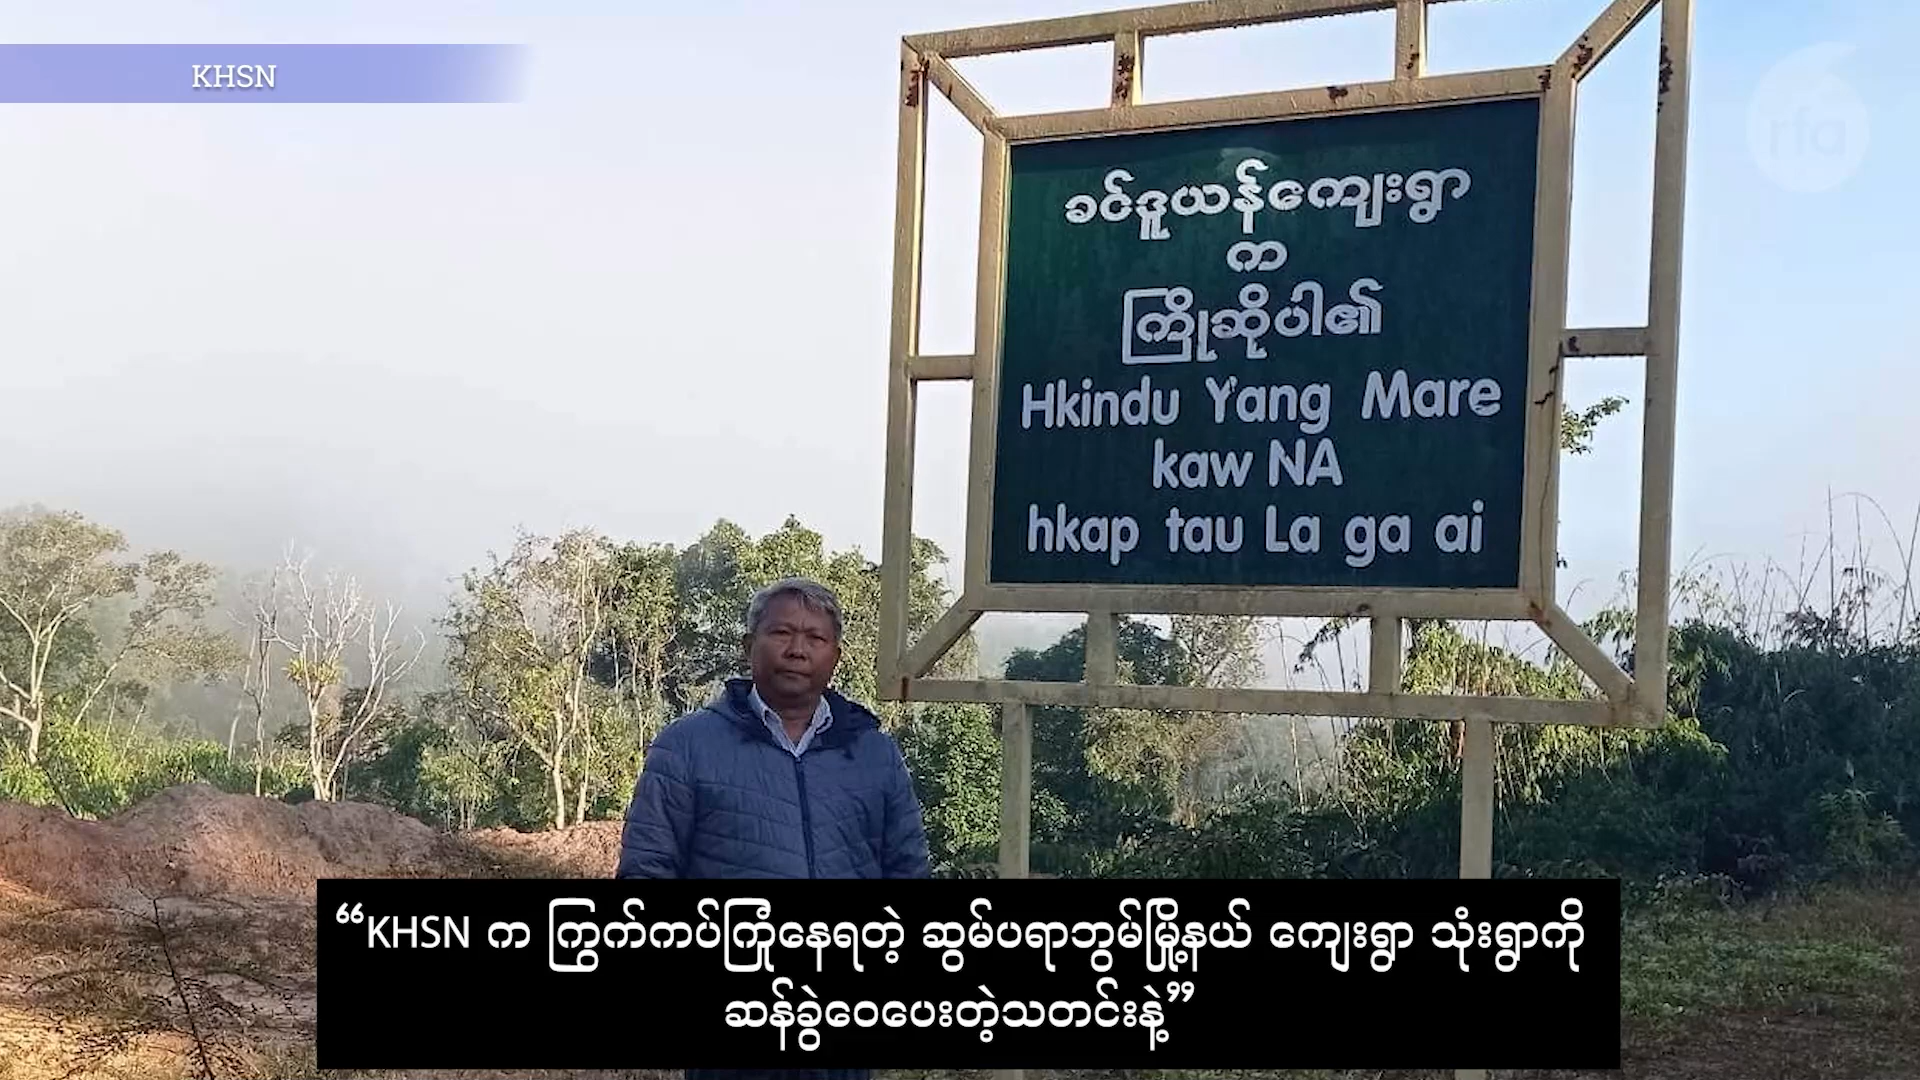 KHSN
rfa
ခင်ဒူယန်ကျေးရွာ
က
ကြိုဆိုပါ၏
Hkindu Yang Mare
kaw NA
hkap tau La ga ai
“KHSN က ကြွက်ကပ်ကြုံနေရတဲ့ ဆွမ်ပရာဘွမ်မြို့နယ် ကျေးရွာ သုံးရွာကို
ဆန်ခွဲဝေပေးတဲ့သတင်းနဲ့”